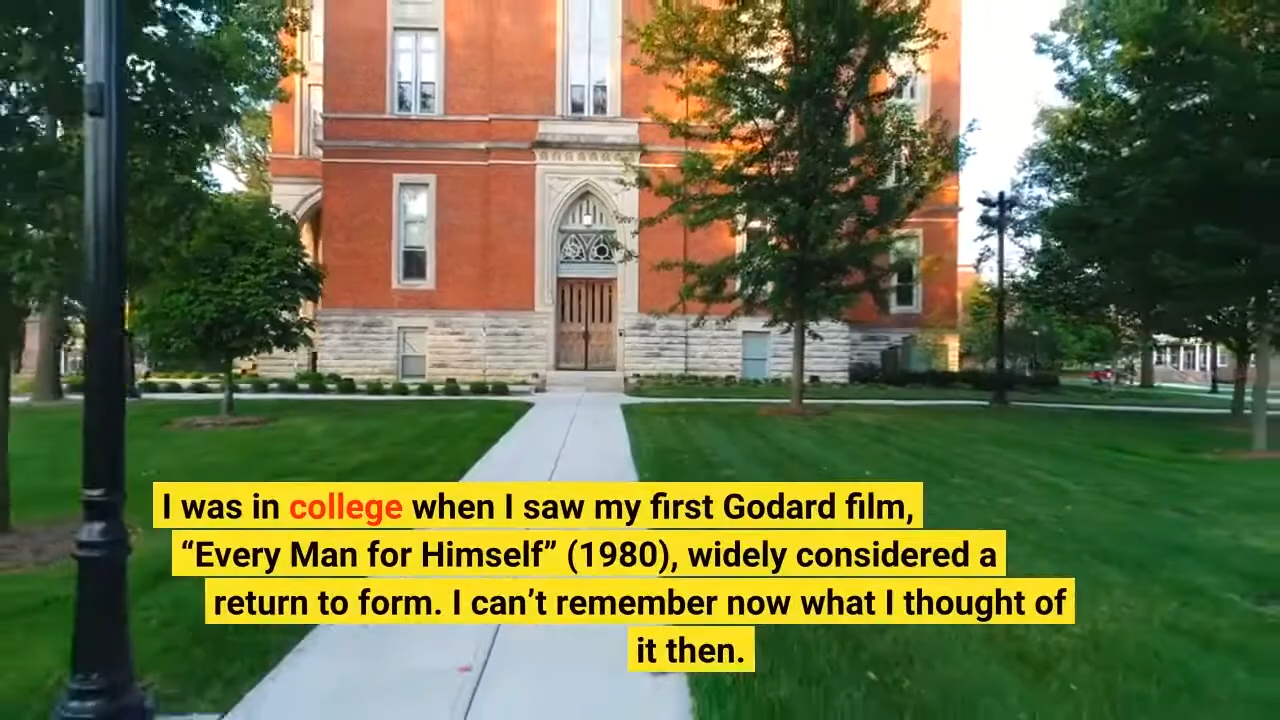 I was in college when I saw my first Godard film,
“Every Man for Himself” (1980), widely considered a
return to form. I can’t remember now what I thought of
it then.